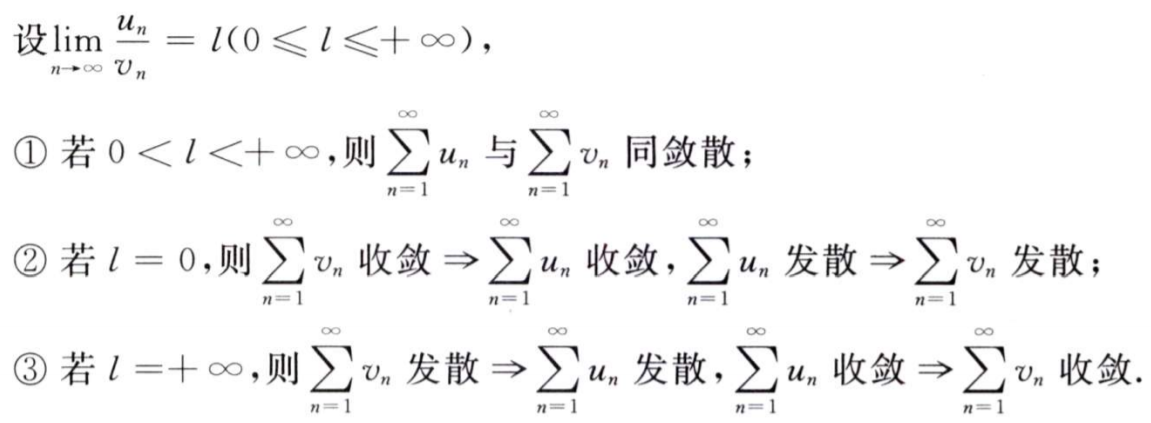 设 $\lim\limits_{n\to\infty}\frac{u_n}{v_n}=l(0\leqslant l\leqslant+\infty)$，
① 若 $0<l<+\infty$,则 $\sum\limits_{n=1}^{\infty}u_n$ 与 $\sum\limits_{n=1}^{\infty}v_n$ 同敛散；
② 若 $l=0$,则 $\sum\limits_{n=1}^{\infty}v_n$ 收敛 $\Rightarrow\sum\limits_{n=1}^{\infty}u_n$ 收敛, $\sum\limits_{n=1}^{\infty}u_n$ 发散 $\Rightarrow\sum\limits_{n=1}^{\infty}v_n$ 发散；
③ 若 $l=+\infty$,则 $\sum\limits_{n=1}^{\infty}v_n$ 发散 $\Rightarrow\sum\limits_{n=1}^{\infty}u_n$ 发散, $\sum\limits_{n=1}^{\infty}u_n$ 收敛 $\Rightarrow\sum\limits_{n=1}^{\infty}v_n$ 收敛.